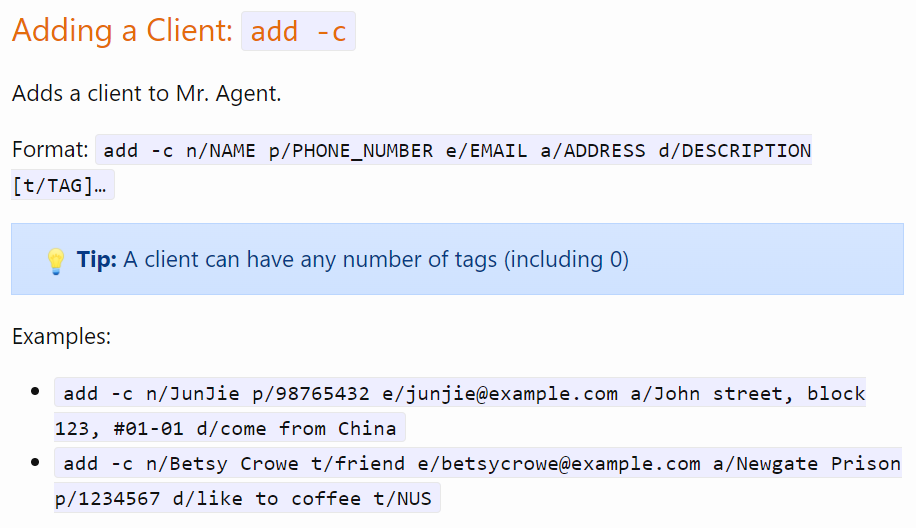 Adding a Client: add -c
Adds a client to Mr. Agent.
Format: add -c n/NAME p/PHONE_NUMBER e/EMAIL a/ADDRESS d/DESCRIPTION
[t/TAG]…
💡 Tip: A client can have any number of tags (including 0)
Examples:
• add -c n/JunJie p/98765432 e/junjie@example.com a/John street, block
123, #01-01 d/come from China
• add -c n/Betsy Crowe t/friend e/betsycrowe@example.com a/Newgate Prison
p/1234567 d/like to coffee t/NUS